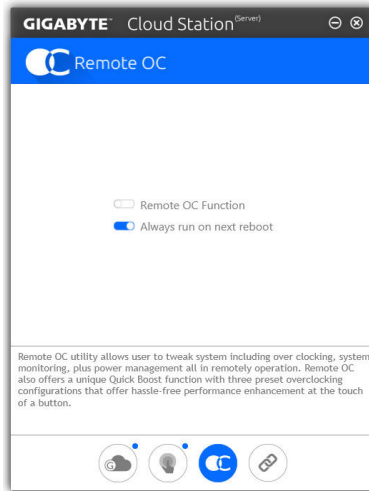 GIGABYTE™ Cloud Station(Server)
Remote OC
Remote OC Function
Always run on next reboot
Remote OC utility allows user to tweak system including over clocking, system
monitoring, plus power management all in remotely operation. Remote OC
also offers a unique Quick Boost function with three preset overclocking
configurations that offer hassle-free performance enhancement at the touch
of a button.
G